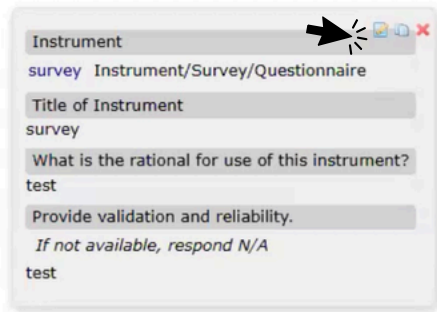 Instrument
survey Instrument/Survey/Questionnaire
Title of Instrument
survey
What is the rational for use of this instrument?
test
Provide validation and reliability.
If not available, respond N/A
test